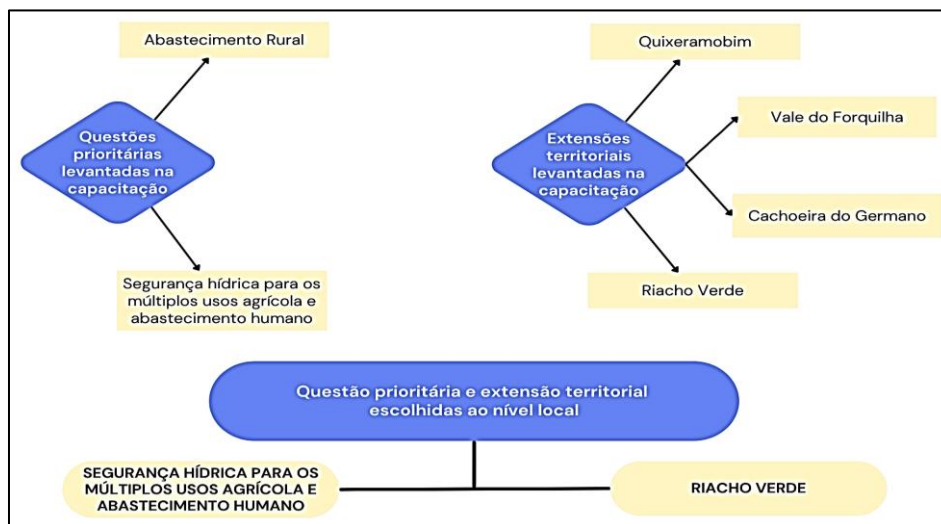 Abastecimento Rural
Questões
prioritárias
levantadas na
capacitação
Segurança hídrica para os
múltiplos usos agrícola e
abastecimento humano
Quixeramobim
Extensões
territoriais
levantadas na
capacitação
Vale do Forquilha
Cachoeira do Germano
Riacho Verde
Questão prioritária e extensão territorial
escolhidas ao nível local
SEGURANÇA HÍDRICA PARA OS
MÚLTIPLOS USOS AGRÍCOLA E
ABASTECIMENTO HUMANO
RIACHO VERDE